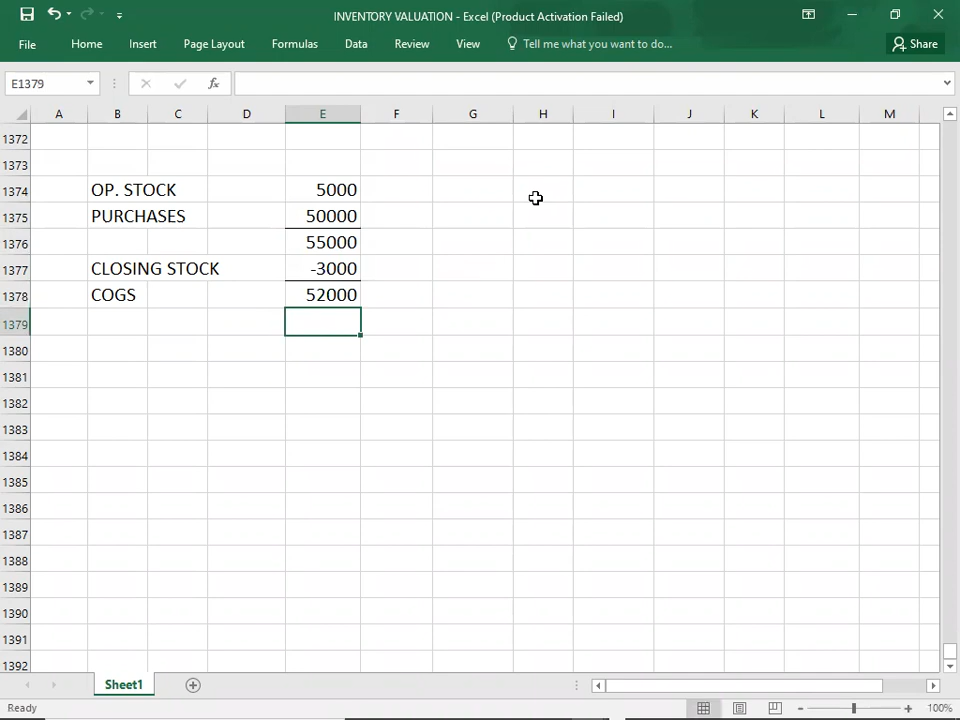 INVENTORY VALUATION - Excel (Product Activation Failed)
File Home Insert Page Layout Formulas Data Review View Tell me what you want to do... Share
E1379 fx
A B C D E F G H I J K L M
1372
1373
1374 OP. STOCK 5000
1375 PURCHASES 50000
1376 55000
1377 CLOSING STOCK -3000
1378 COGS 52000
1379
1380
1381
1382
1383
1384
1385
1386
1387
1388
1389
1390
1391
1392
Sheet1
Ready 100%